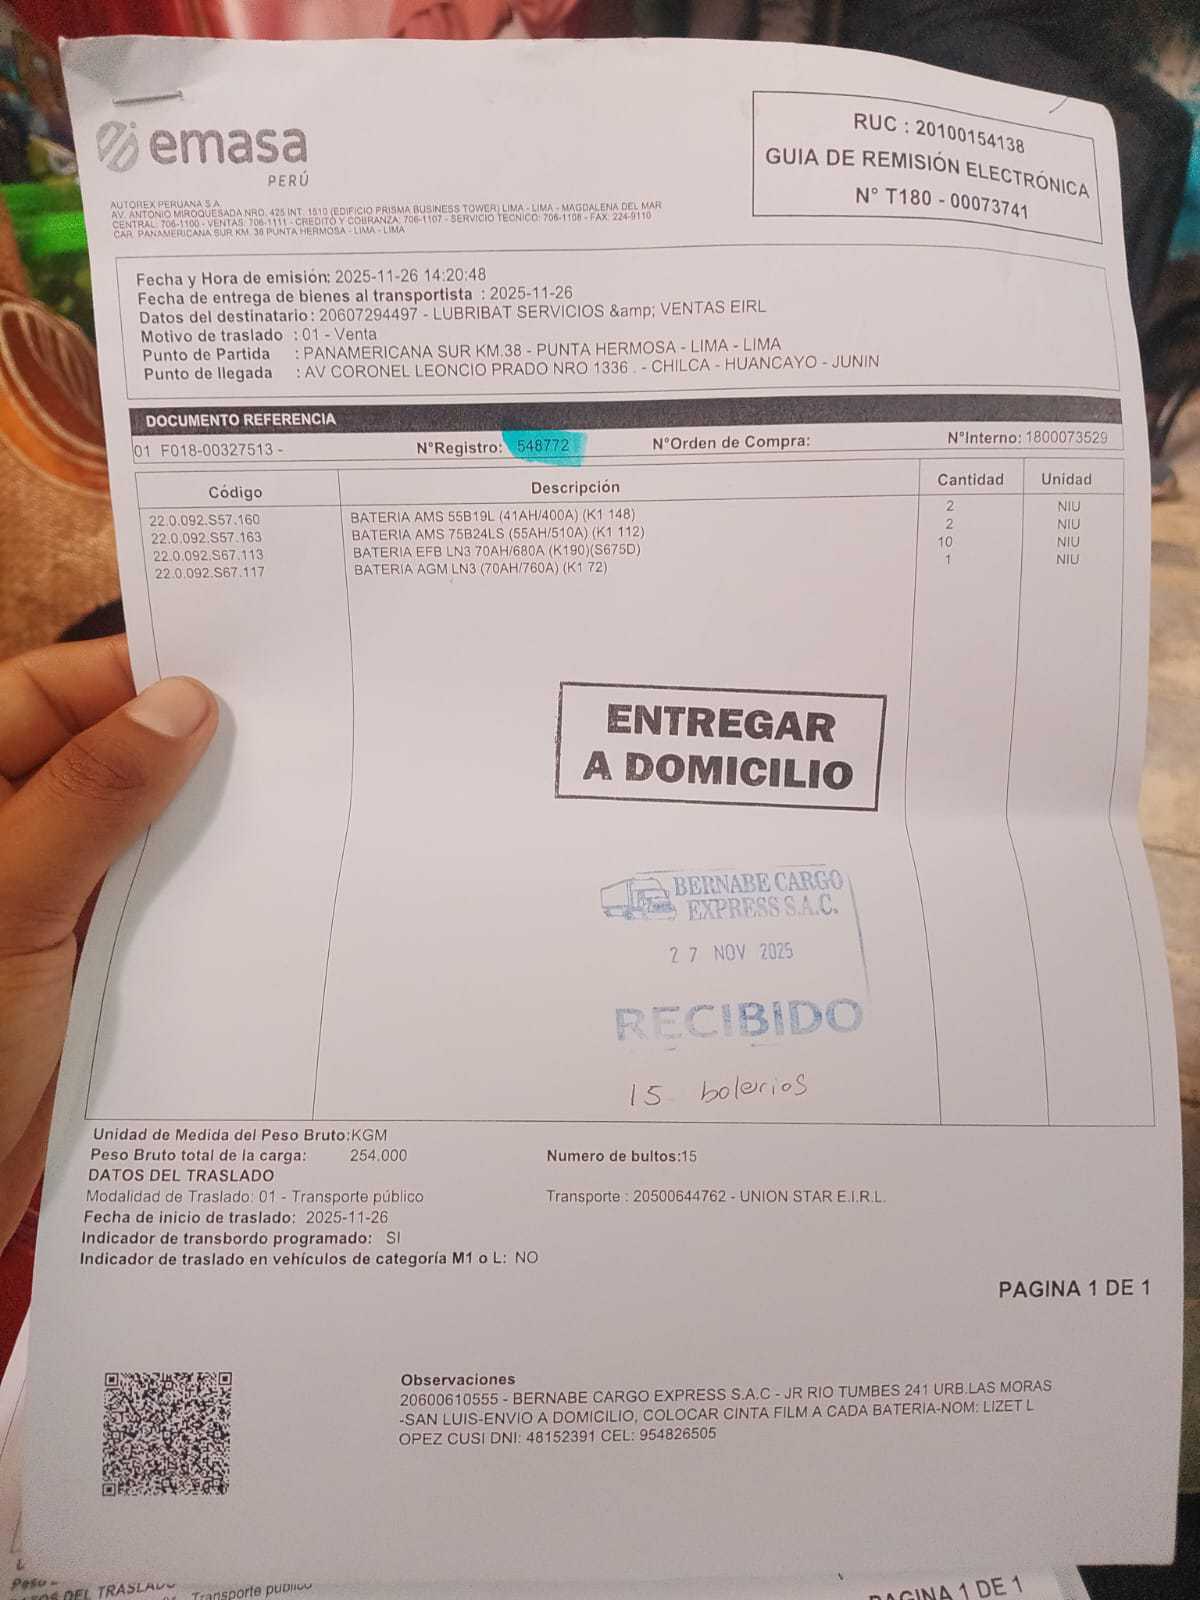 emasa
PERÚ
RUC : 20100154138
GUIA DE REMISIÓN ELECTRÓNICA
N° T180 - 00073741
AUTOREX PERUANA S.A.
AV. ANTONIO MIROQUESADA NRO. 425 INT. 1510 (EDIFICIO PRISMA BUSINESS TOWER) LIMA - LIMA - MAGDALENA DEL MAR
CENTRAL: 706-1100 - VENTAS: 706-1111 - CREDITO Y COBRANZA: 706-1107 - SERVICIO TECNICO: 706-1108 - FAX: 224-9110
CAR. PANAMERICANA SUR KM. 38 PUNTA HERMOSA - LIMA - LIMA
Fecha y Hora de emisión: 2025-11-26 14:20:48
Fecha de entrega de bienes al transportista : 2025-11-26
Datos del destinatario : 20607294497 - LUBRIBAT SERVICIOS &amp; VENTAS EIRL
Motivo de traslado : 01 - Venta
Punto de Partida : PANAMERICANA SUR KM.38 - PUNTA HERMOSA - LIMA - LIMA
Punto de llegada : AV CORONEL LEONCIO PRADO NRO 1336 . - CHILCA - HUANCAYO - JUNIN
DOCUMENTO REFERENCIA
01 F018-00327513 - N°Registro: 548772 N°Orden de Compra: N°Interno: 1800073529
Código Descripción Cantidad Unidad
22.0.092.S57.160 BATERIA AMS 55B19L (41AH/400A) (K1 148) 2 NIU
22.0.092.S57.163 BATERIA AMS 75B24LS (55AH/510A) (K1 112) 2 NIU
22.0.092.S67.113 BATERIA EFB LN3 70AH/680A (K190)(S675D) 10 NIU
22.0.092.S67.117 BATERIA AGM LN3 (70AH/760A) (K1 72) 1 NIU
ENTREGAR
A DOMICILIO
BERNABE CARGO
EXPRESS S.A.C.
27 NOV 2025
RECIBIDO
15 baterias
Unidad de Medida del Peso Bruto:KGM
Peso Bruto total de la carga: 254.000 Numero de bultos:15
DATOS DEL TRASLADO
Modalidad de Traslado: 01 - Transporte público Transporte : 20500644762 - UNION STAR E.I.R.L.
Fecha de inicio de traslado: 2025-11-26
Indicador de transbordo programado: SI
Indicador de traslado en vehículos de categoría M1 o L: NO
PAGINA 1 DE 1
Observaciones
20600610555 - BERNABE CARGO EXPRESS S.A.C - JR RIO TUMBES 241 URB.LAS MORAS
-SAN LUIS-ENVIO A DOMICILIO, COLOCAR CINTA FILM A CADA BATERIA-NOM: LIZET L
OPEZ CUSI DNI: 48152391 CEL: 954826505
Peso
DEL TRASLADO
Transporte publico
PAGINA 1 DE 1